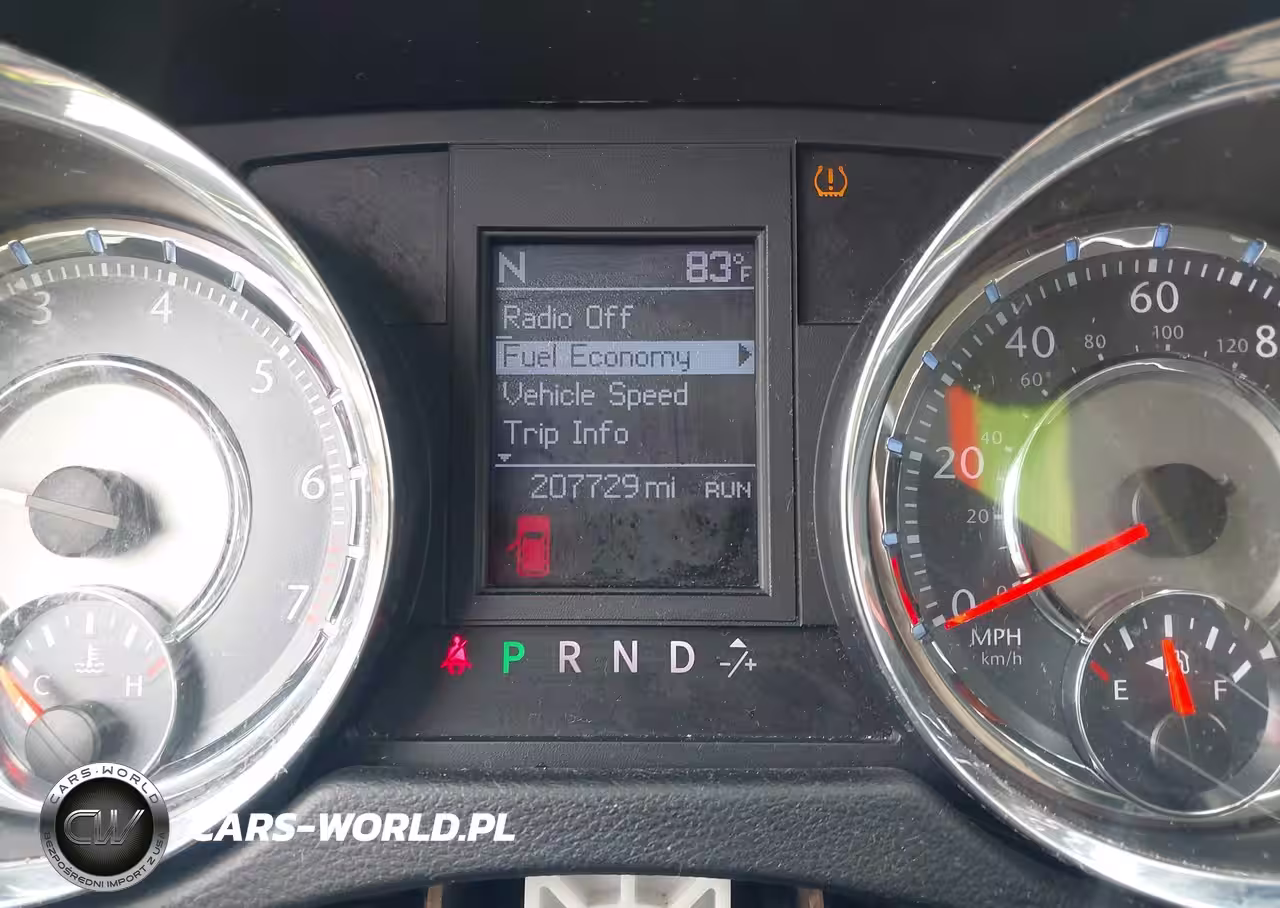 N 83°F
Radio Off
Fuel Economy
Vehicle Speed
Trip Info
207729 mi RUN
P R N D -/+
3 4 5 6 7
C H
0 20 40 60 8
0 20 40 60 80 100 120
MPH
km/h
E F
CARS-WORLD
CW
BEZPOŚREDNI IMPORT Z USA
CARS-WORLD.PL